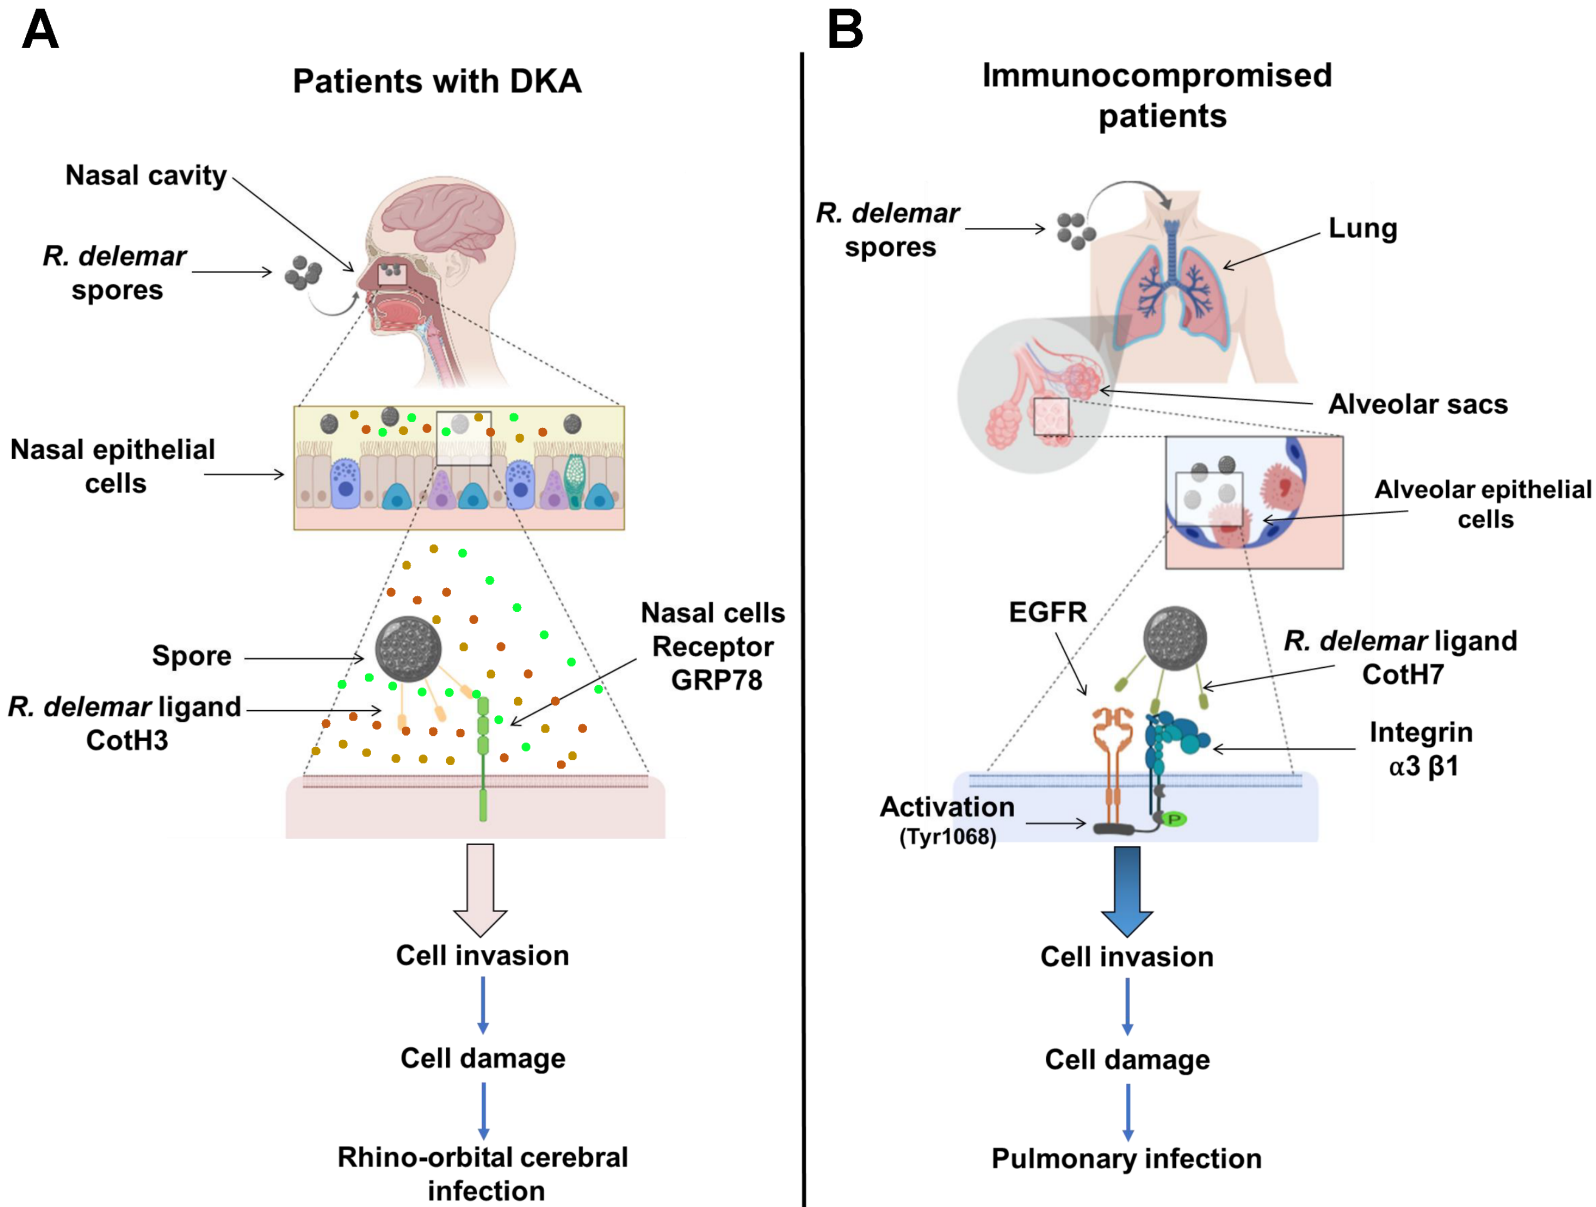 A
Patients with DKA
Nasal cavity
R. delemar
spores
Nasal epithelial
cells
Spore
R. delemar ligand
CotH3
Nasal cells
Receptor
GRP78
Cell invasion
Cell damage
Rhino-orbital cerebral
infection
B
Immunocompromised
patients
R. delemar
spores
Lung
Alveolar sacs
Alveolar epithelial
cells
EGFR
R. delemar ligand
CotH7
Integrin
α3 β1
Activation
(Tyr1068)
P
Cell invasion
Cell damage
Pulmonary infection